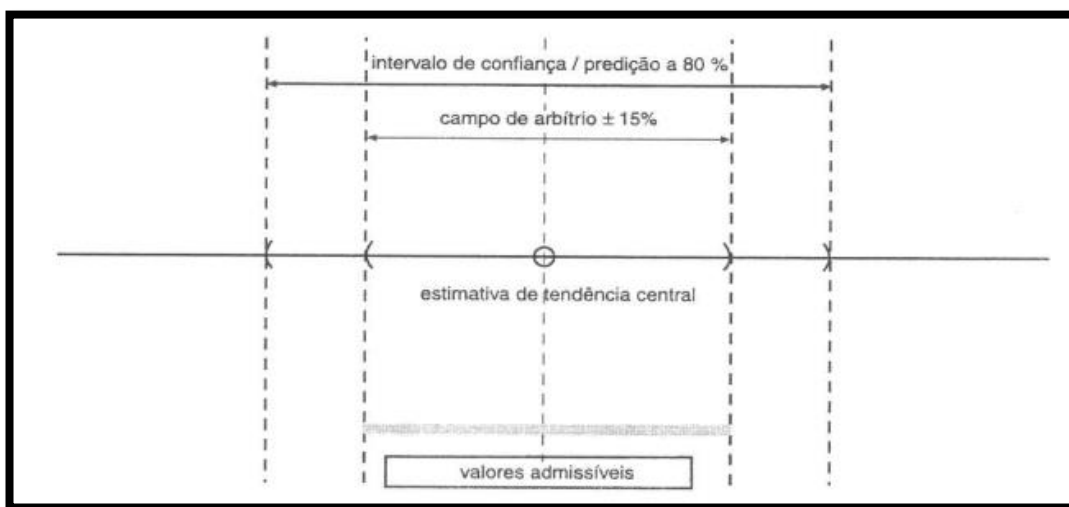 intervalo de confiança / predição a 80 %
campo de arbítrio ± 15%
estimativa de tendência central
valores admissíveis